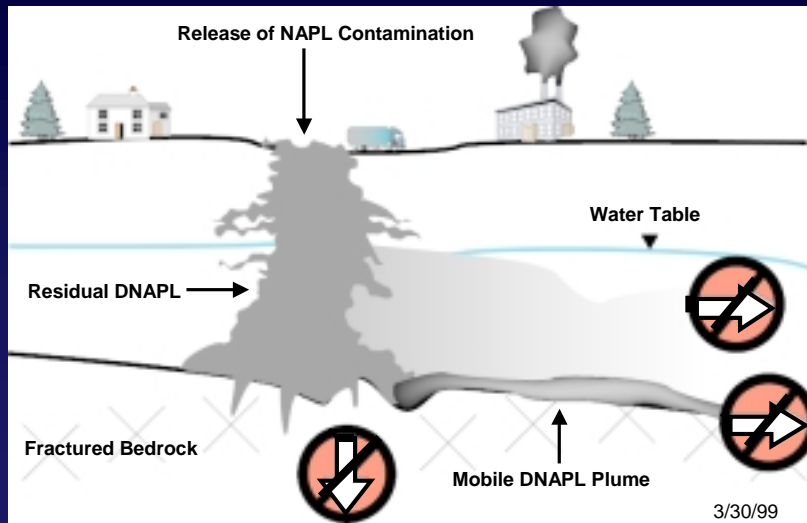 Release of NAPL Contamination
Water Table
Residual DNAPL
Fractured Bedrock
Mobile DNAPL Plume
3/30/99